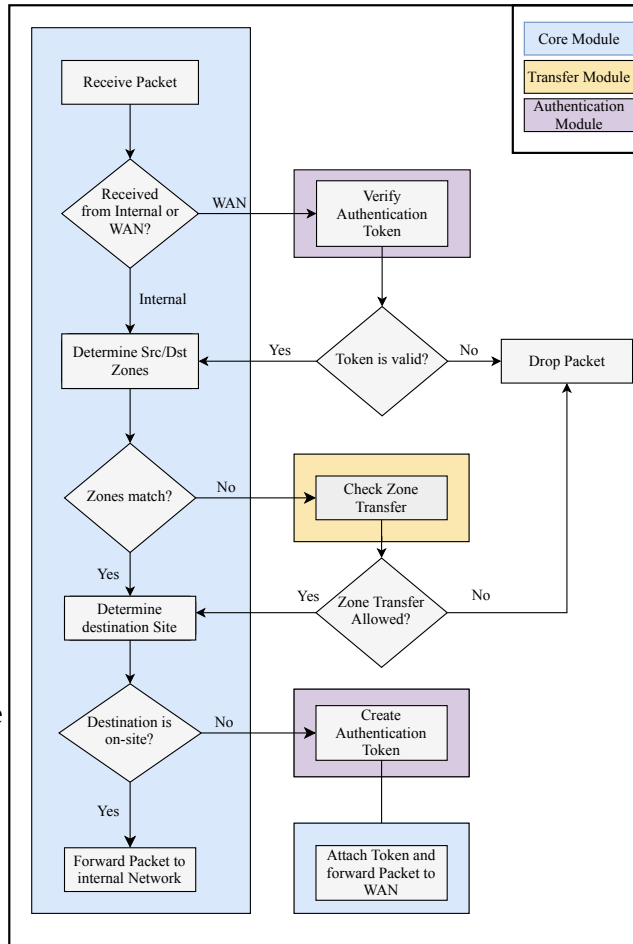 Core Module
Transfer Module
Authentication
Module
Receive Packet
Received
from Internal or
WAN?
WAN
Verify
Authentication
Token
Internal
Determine Src/Dst
Zones
Yes
Token is valid?
No
Drop Packet
Zones match?
No
Check Zone
Transfer
Yes
Determine
destination Site
Yes
Zone Transfer
Allowed?
No
Destination is
on-site?
No
Create
Authentication
Token
Yes
Forward Packet to
internal Network
Attach Token and
forward Packet to
WAN
e